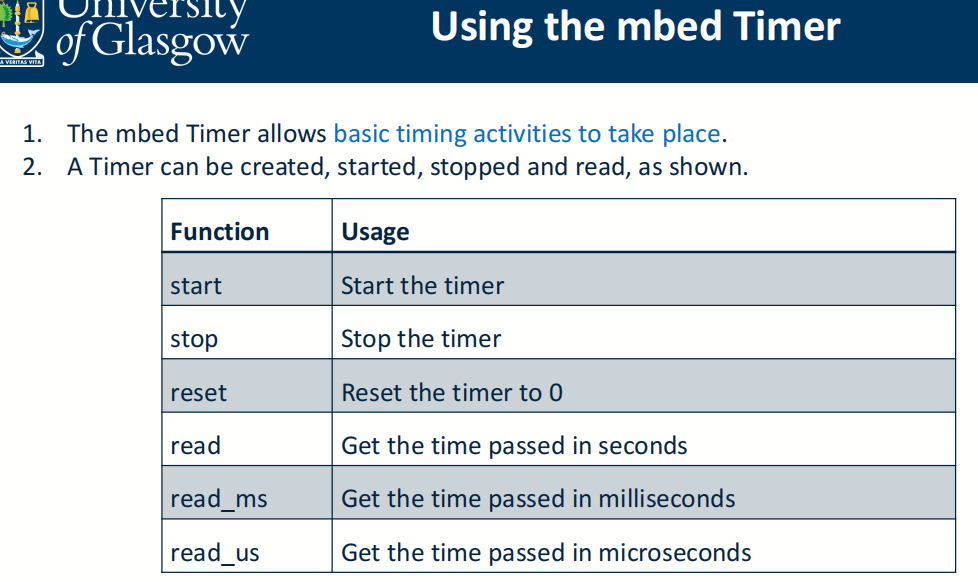 University
of Glasgow
A VERITAS VITA
Using the mbed Timer
1. The mbed Timer allows basic timing activities to take place.
2. A Timer can be created, started, stopped and read, as shown.
Function Usage
start Start the timer
stop Stop the timer
reset Reset the timer to 0
read Get the time passed in seconds
read_ms Get the time passed in milliseconds
read_us Get the time passed in microseconds